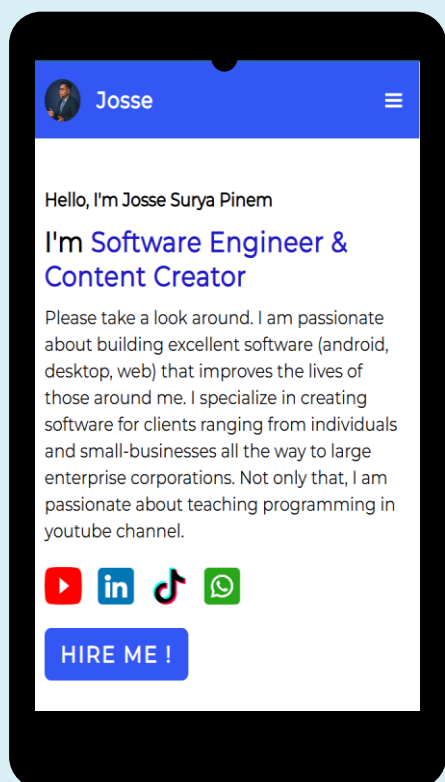 Josse
Hello, I'm Josse Surya Pinem
I'm Software Engineer &
Content Creator
Please take a look around. I am passionate
about building excellent software (android,
desktop, web) that improves the lives of
those around me. I specialize in creating
software for clients ranging from individuals
and small-businesses all the way to large
enterprise corporations. Not only that, I am
passionate about teaching programming in
youtube channel.
in
HIRE ME !